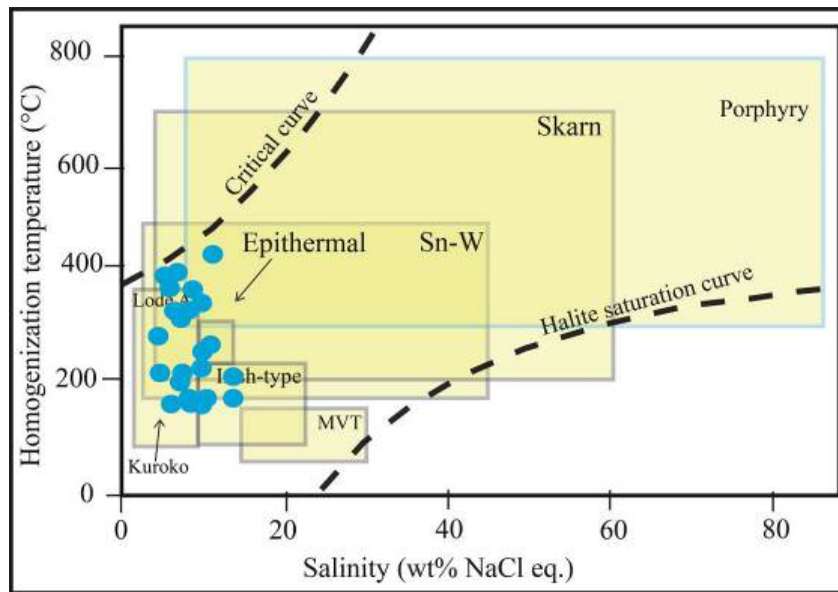 800
600
400
200
0
Homogenization temperature (°C)
0
20
40
60
80
Salinity (wt% NaCl eq.)
Critical curve
Porphyry
Skarn
Sn-W
Epithermal
Halite saturation curve
MVT
Kuroko